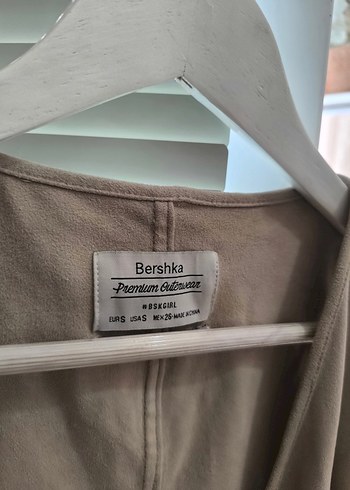 Bershka
Premium Outerwear
#BSKGIRL
EUR S USA S MEX 26 - MADE IN CHINA